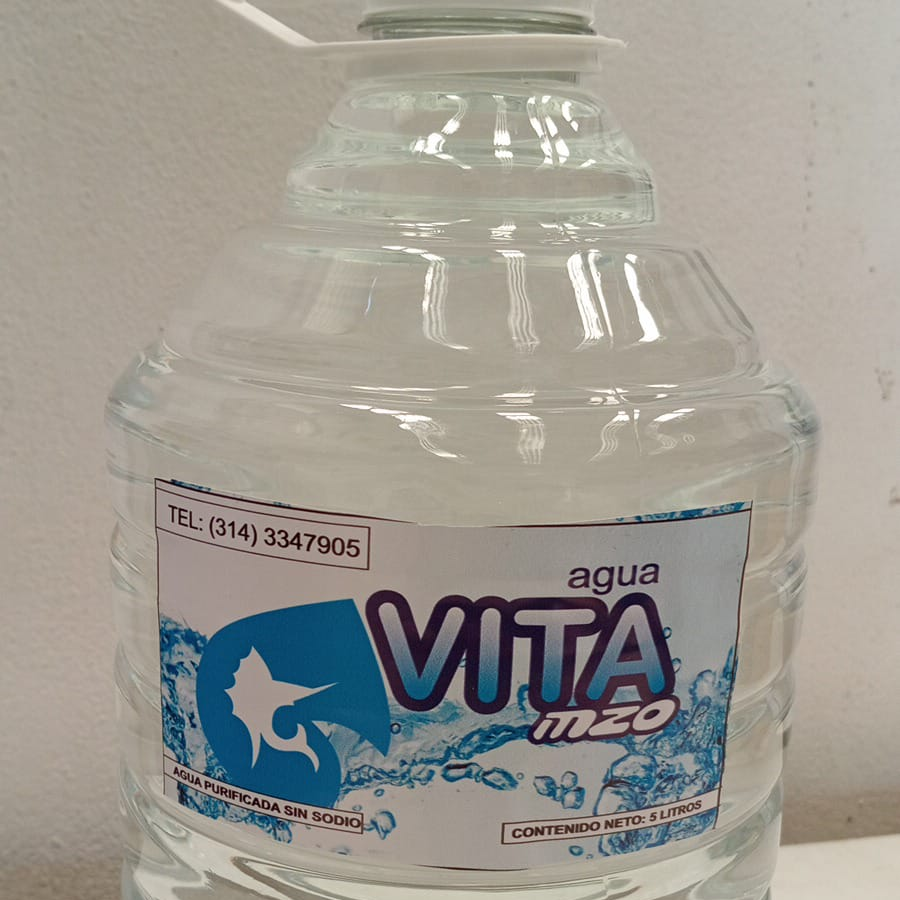 TEL: (314) 3347905
agua
VITA
mzo
AGUA PURIFICADA SIN SODIO
CONTENIDO NETO: 5 LITROS